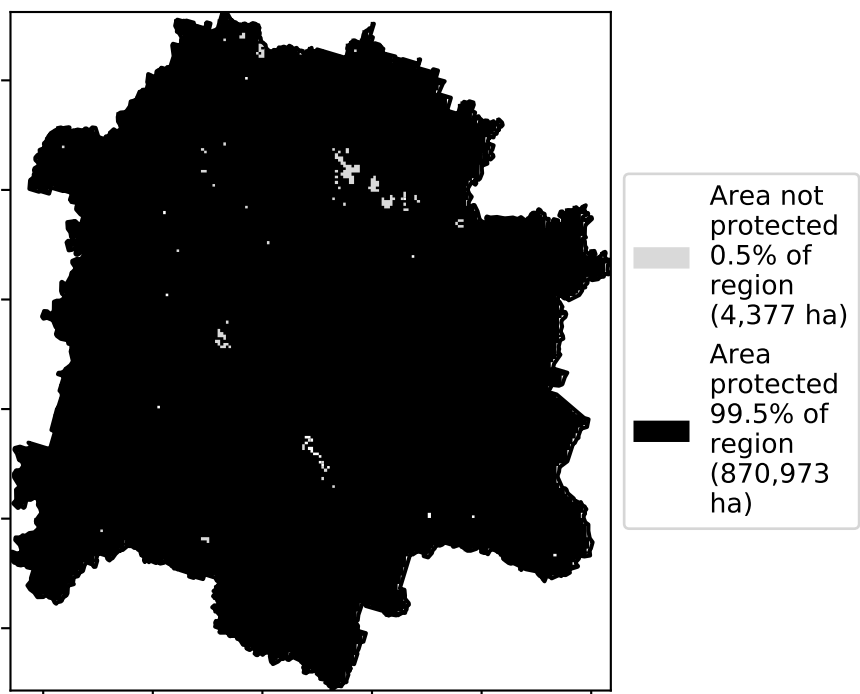 Area not
protected
0.5% of
region
(4,377 ha)
Area
protected
99.5% of
region
(870,973
ha)